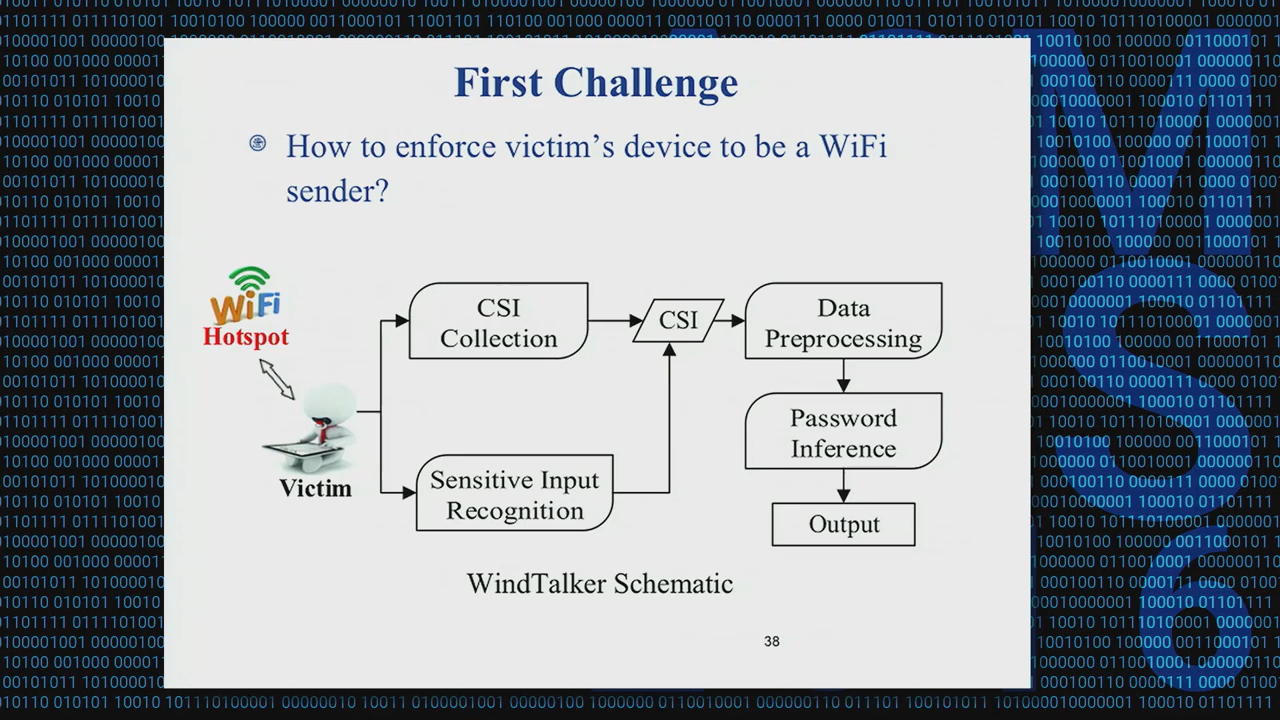 First Challenge
How to enforce victim's device to be a WiFi
sender?
WiFi
Hotspot
Victim
CSI
Collection
CSI
Data
Preprocessing
Sensitive Input
Recognition
Password
Inference
Output
WindTalker Schematic
38